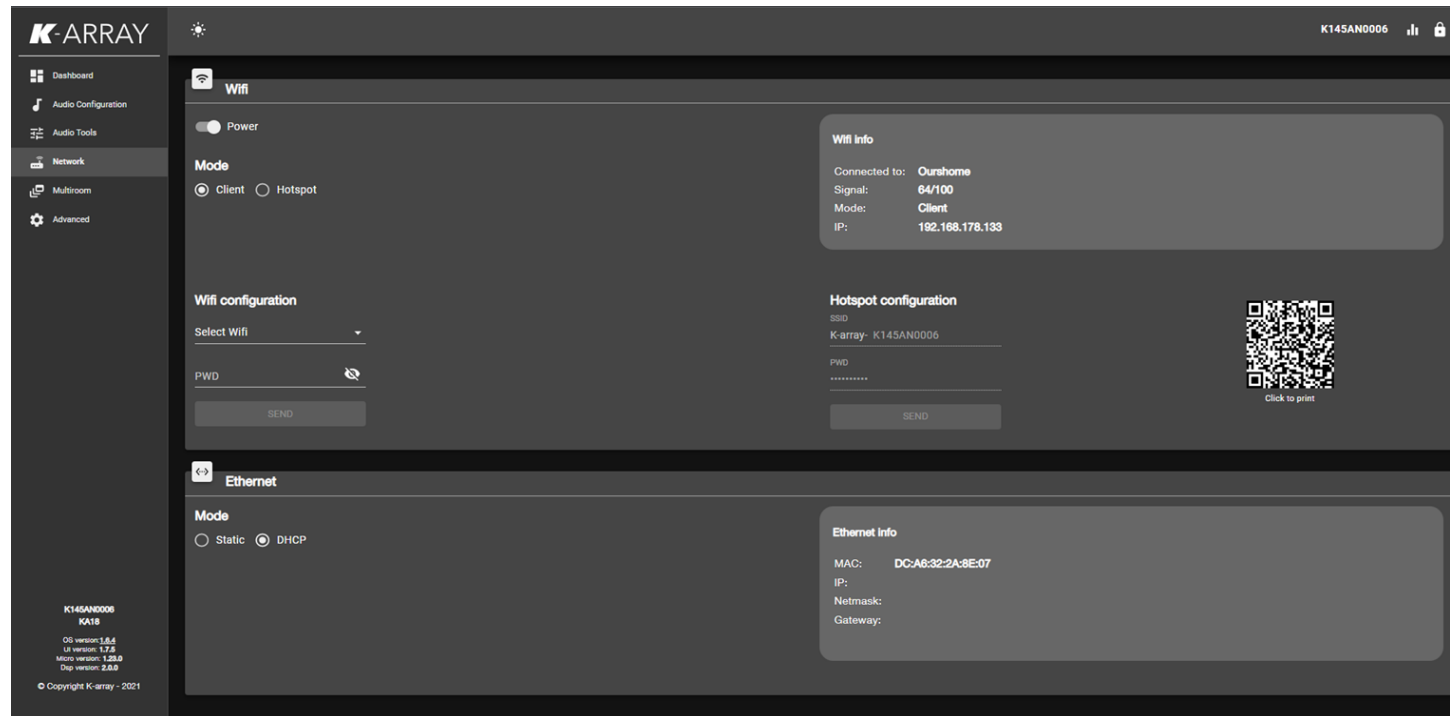 K-ARRAY
K145AN0006
Dashboard
Audio Configuration
Audio Tools
Network
Multiroom
Advanced
Wifi
Power
Mode
Client Hotspot
Wifi info
Connected to: Ourshome
Signal: 64/100
Mode: Client
IP: 192.168.178.133
Wifi configuration
Select Wifi
PWD
SEND
Hotspot configuration
SSID
K-array- K145AN0006
PWD
••••••••••
SEND
Click to print
Ethernet
Mode
Static DHCP
Ethernet info
MAC: DC:A6:32:2A:8E:07
IP:
Netmask:
Gateway:
K145AN0006
KA18
OS version:1.6.4
UI version: 1.7.5
Micro version: 1.23.0
Dsp version: 2.0.0
© Copyright K-array - 2021